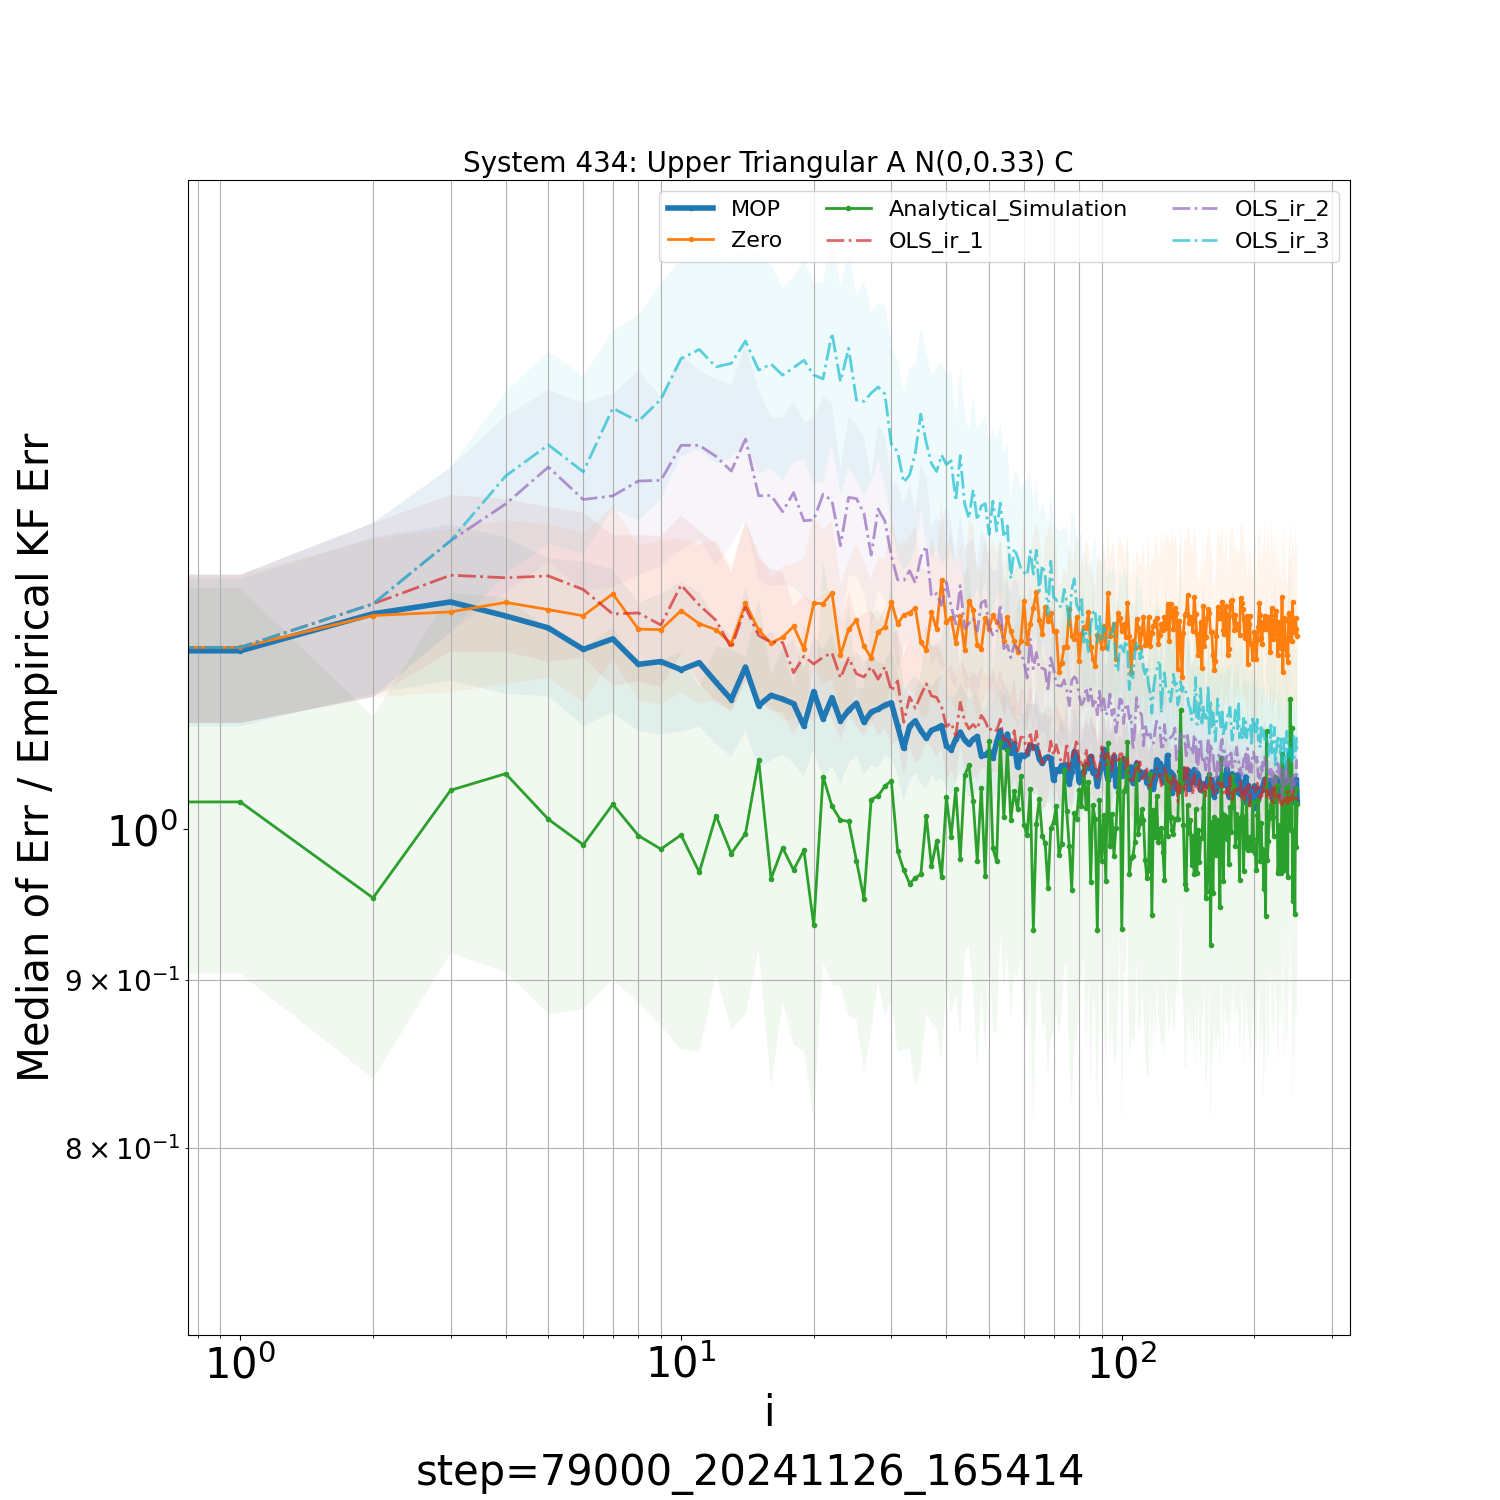 System 434: Upper Triangular A N(0,0.33) C
MOP
Zero
Analytical_Simulation
OLS_ir_1
OLS_ir_2
OLS_ir_3
Median of Err / Empirical KF Err
10⁰
9 × 10⁻¹
8 × 10⁻¹
10⁰ 10¹ 10²
i
step=79000_20241126_165414